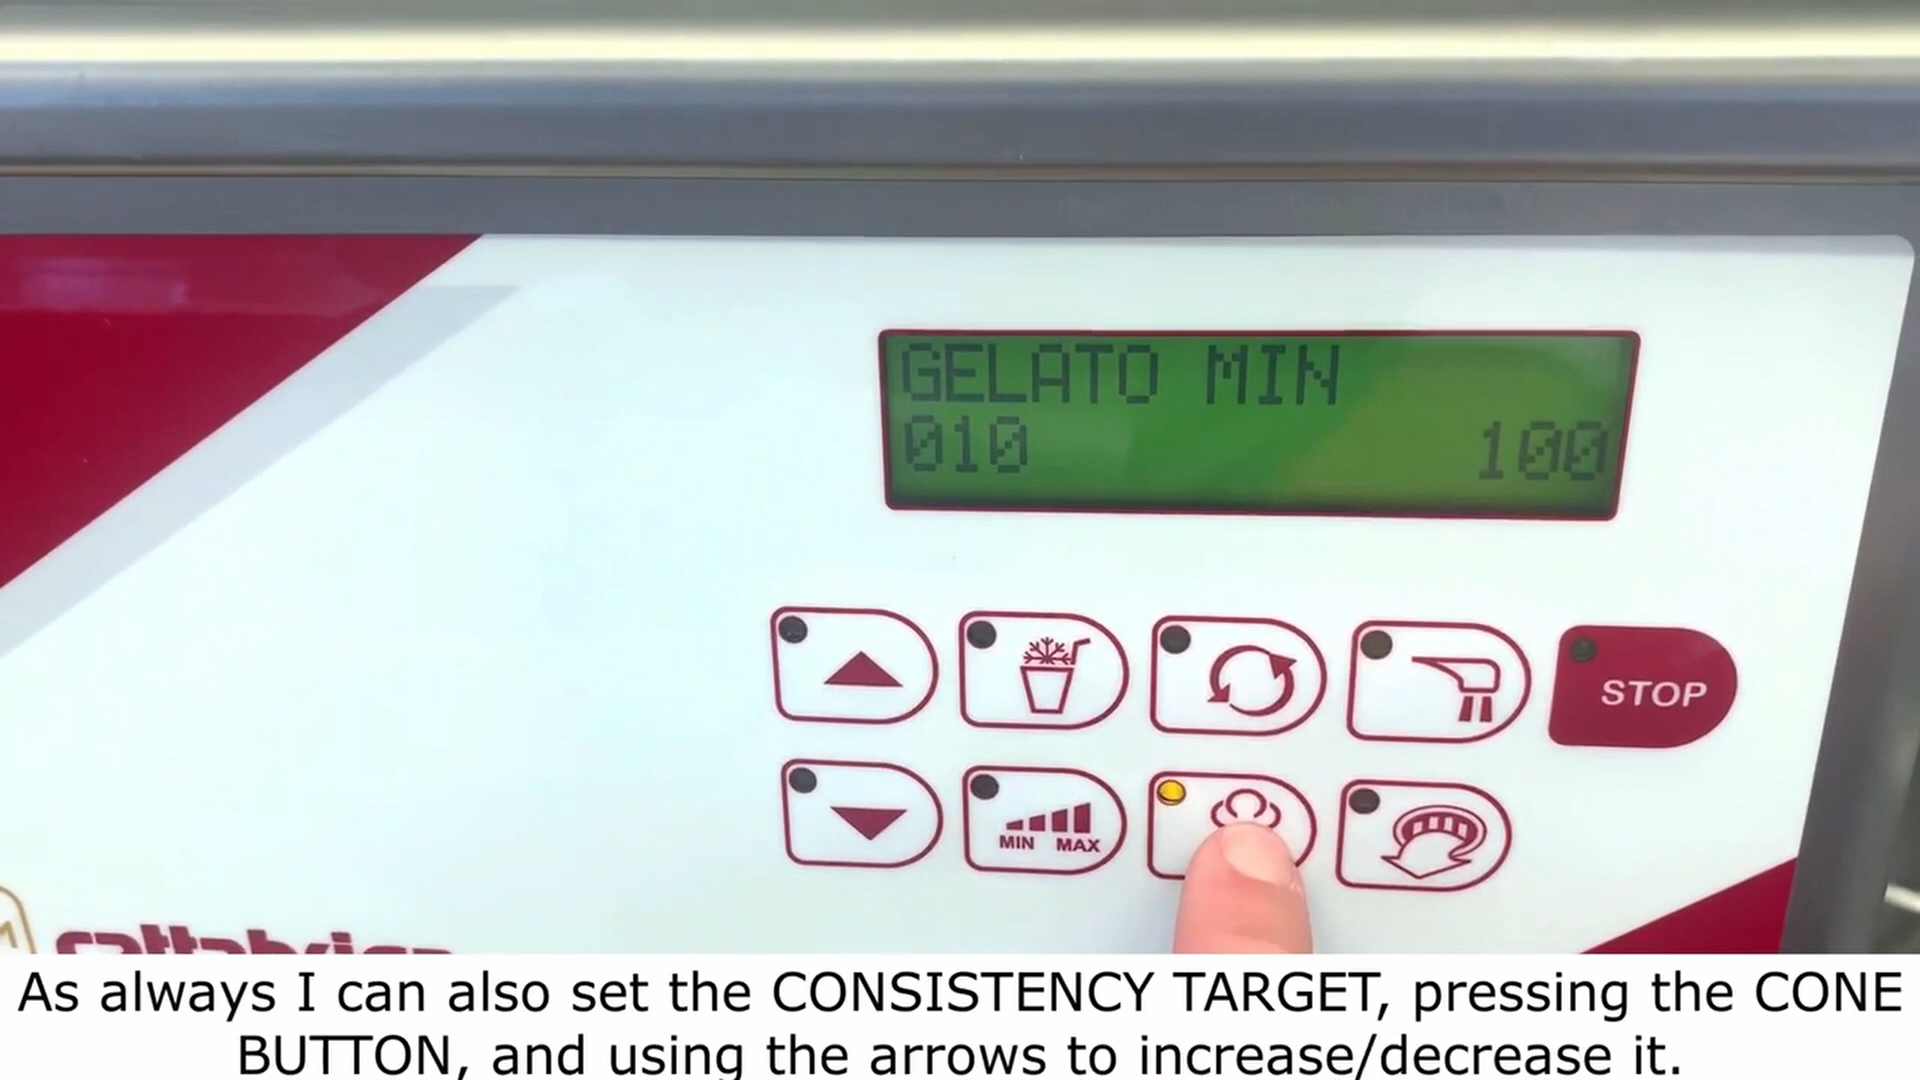 GELATO MIN
010 100
STOP
MIN MAX
As always I can also set the CONSISTENCY TARGET, pressing the CONE
BUTTON, and using the arrows to increase/decrease it.